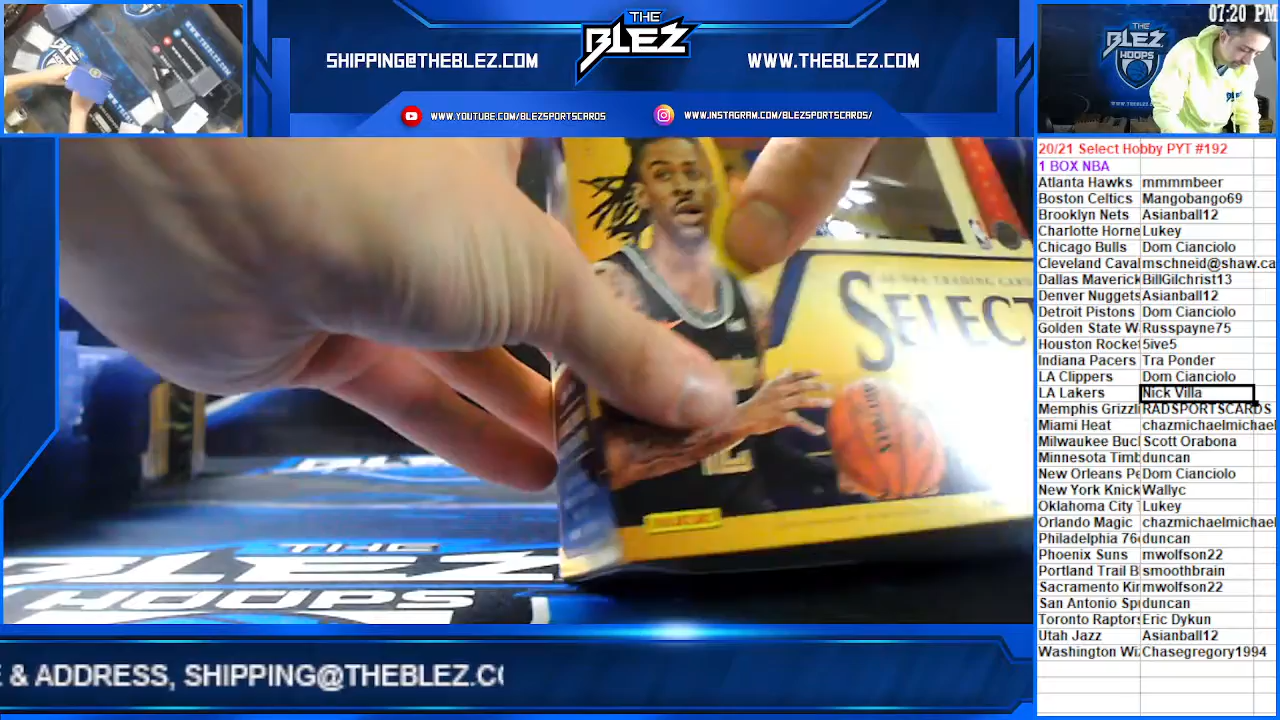 07:20 PM
THE
BLEZ
SHIPPING@THEBLEZ.COM
WWW.THEBLEZ.COM
WWW.YOUTUBE.COM/BLEZSPORTSCARDS
WWW.INSTAGRAM.COM/BLEZSPORTSCARDS/
THE
BLEZ
HOOPS
20/21 Select Hobby PYT #192
1 BOX NBA
Atlanta Hawks mmmmbeer
Boston Celtics Mangobango69
Brooklyn Nets Asianball12
Charlotte Horne Lukey
Chicago Bulls Dom Cianciolo
Cleveland Caval mschneid@shaw.ca
Dallas Maverick BillGilchrist13
Denver Nuggets Asianball12
Detroit Pistons Dom Cianciolo
Golden State W Russpayne75
Houston Rocket 5ive5
Indiana Pacers Tra Ponder
LA Clippers Dom Cianciolo
LA Lakers Nick Villa
Memphis Grizzli RADSPORTSCARDS
Miami Heat chazmichaelmichael
Milwaukee Buc Scott Orabona
Minnesota Timb duncan
New Orleans Pe Dom Cianciolo
New York Knick Wallyc
Oklahoma City Lukey
Orlando Magic chazmichaelmichael
Philadelphia 76 duncan
Phoenix Suns mwolfson22
Portland Trail B smoothbrain
Sacramento Kin mwolfson22
San Antonio Sp duncan
Toronto Raptors Eric Dykun
Utah Jazz Asianball12
Washington Wi Chasegregory1994
SELECT
12
THE
BLEZ
HOOPS
E & ADDRESS, SHIPPING@THEBLEZ.CO